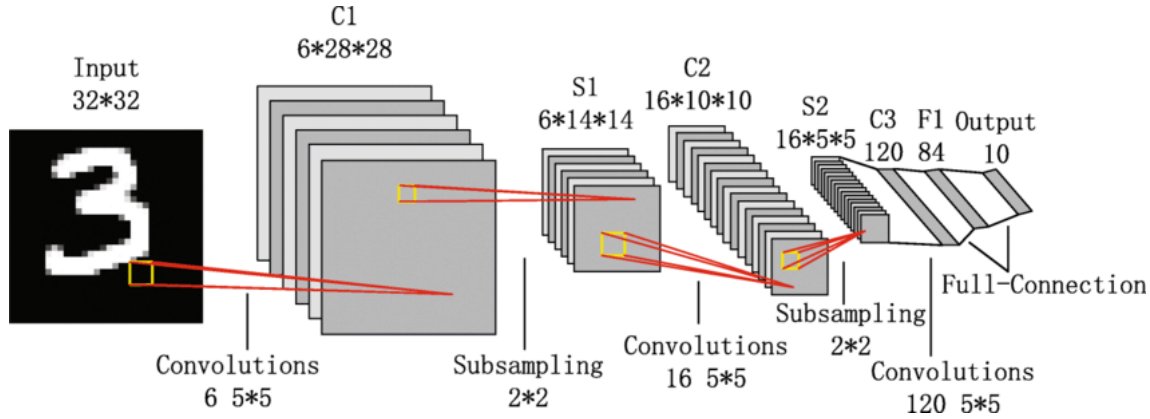 Input
32*32
C1
6*28*28
S1
6*14*14
C2
16*10*10
S2
16*5*5
C3
120
F1
84
Output
10
Convolutions
6 5*5
Subsampling
2*2
Convolutions
16 5*5
Subsampling
2*2
Convolutions
120 5*5
Full-Connection